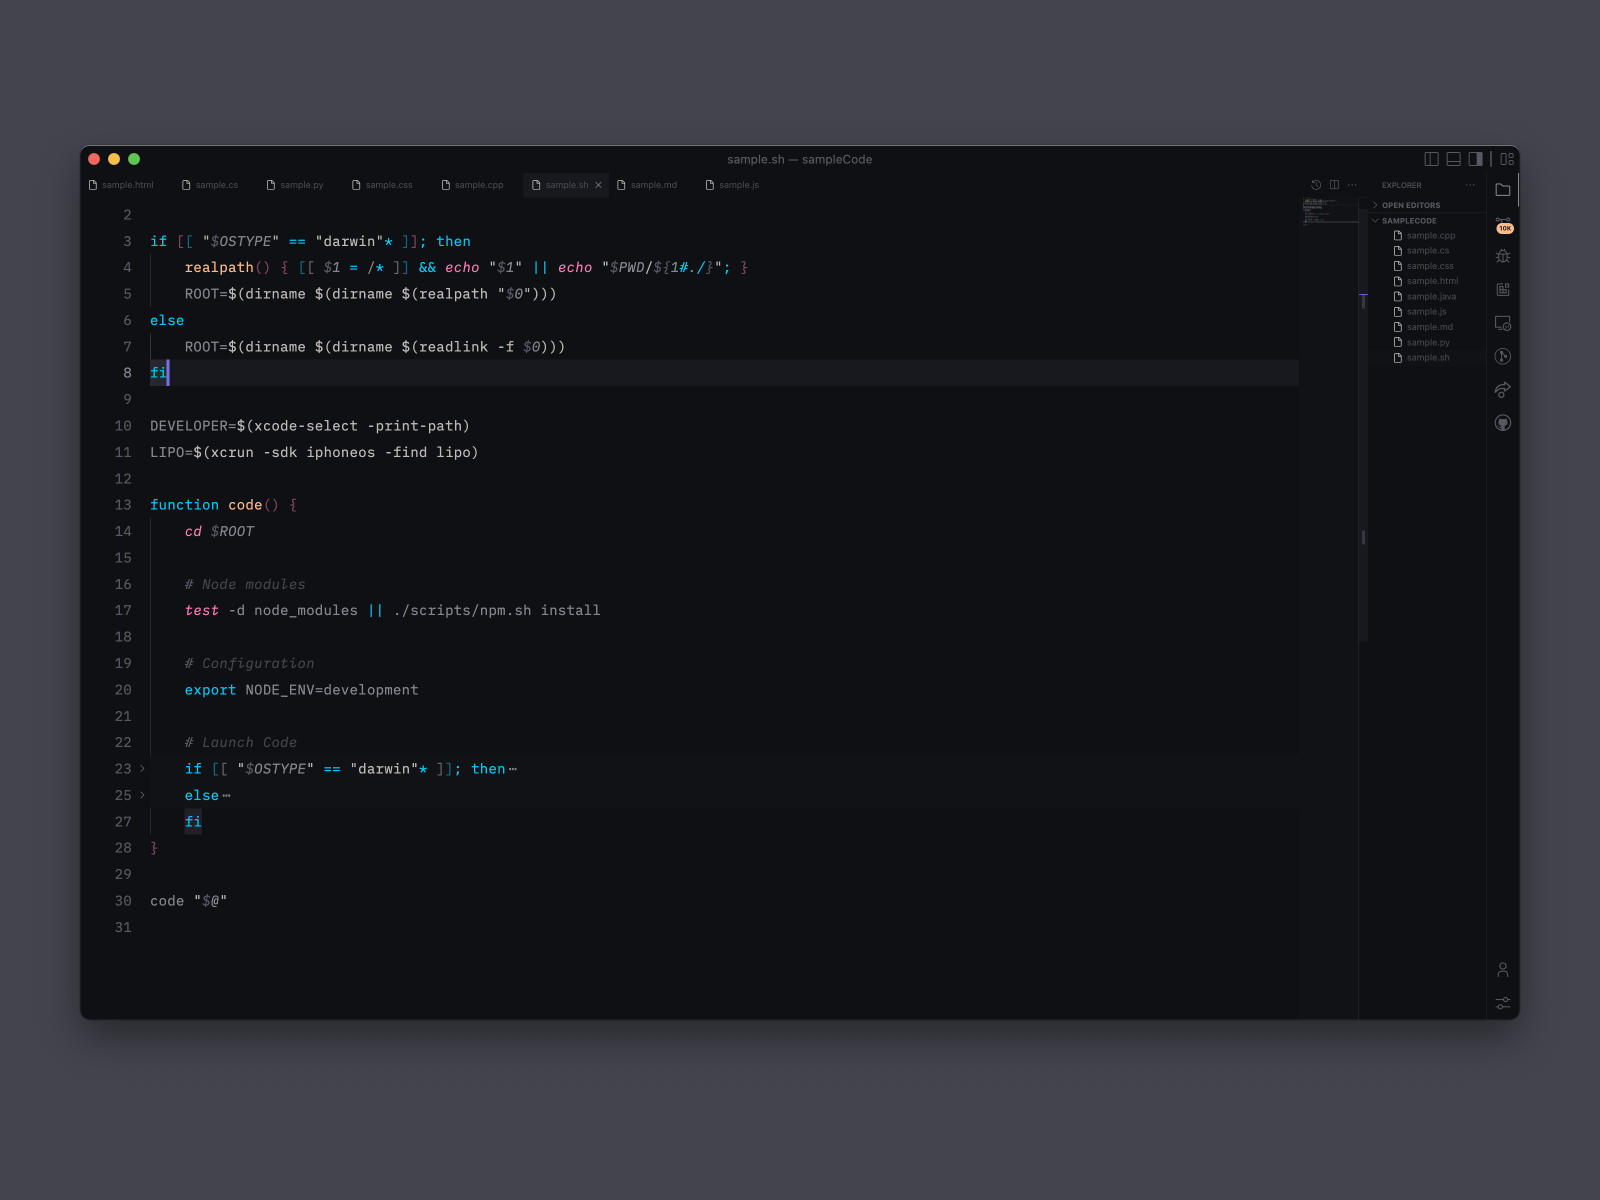 sample.sh — sampleCode
sample.html sample.cs sample.py sample.css sample.cpp sample.sh sample.md sample.js
2
3 if [[ "$OSTYPE" == "darwin"* ]]; then
4     realpath() { [[ $1 = /* ]] && echo "$1" || echo "$PWD/${1#./}"; }
5     ROOT=$(dirname $(dirname $(realpath "$0")))
6 else
7     ROOT=$(dirname $(dirname $(readlink -f $0)))
8 fi
9
10 DEVELOPER=$(xcode-select -print-path)
11 LIPO=$(xcrun -sdk iphoneos -find lipo)
12
13 function code() {
14     cd $ROOT
15
16     # Node modules
17     test -d node_modules || ./scripts/npm.sh install
18
19     # Configuration
20     export NODE_ENV=development
21
22     # Launch Code
23     if [[ "$OSTYPE" == "darwin"* ]]; then⋯
25     else⋯
27     fi
28 }
29
30 code "$@"
31
EXPLORER
OPEN EDITORS
SAMPLECODE
sample.cpp
sample.cs
sample.css
sample.html
sample.java
sample.js
sample.md
sample.py
sample.sh
10K